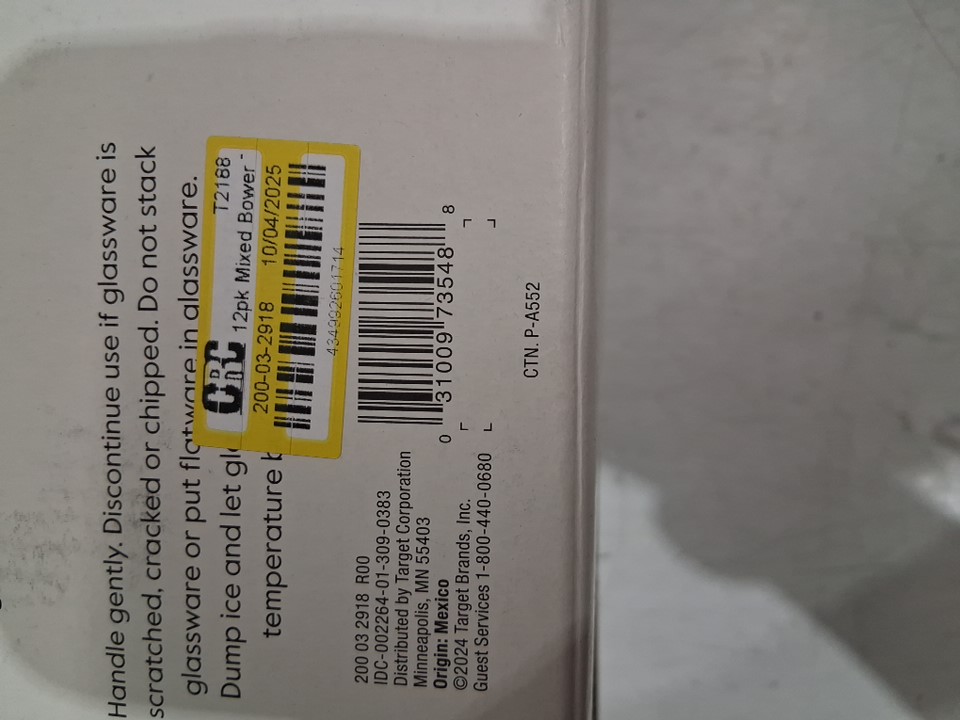 Handle gently. Discontinue use if glassware is
scratched, cracked or chipped. Do not stack
glassware or put flatware in glassware.
Dump ice and let
temperature
CRC T2188
12pk Mixed Bower -
200-03-2918 10/04/2025
434992601714
200 03 2918 R00
IDC-002264-01-309-0383
Distributed by Target Corporation
Minneapolis, MN 55403
Origin: Mexico
©2024 Target Brands, Inc.
Guest Services 1-800-440-0680
0 31009 73548 8
CTN. P-A552